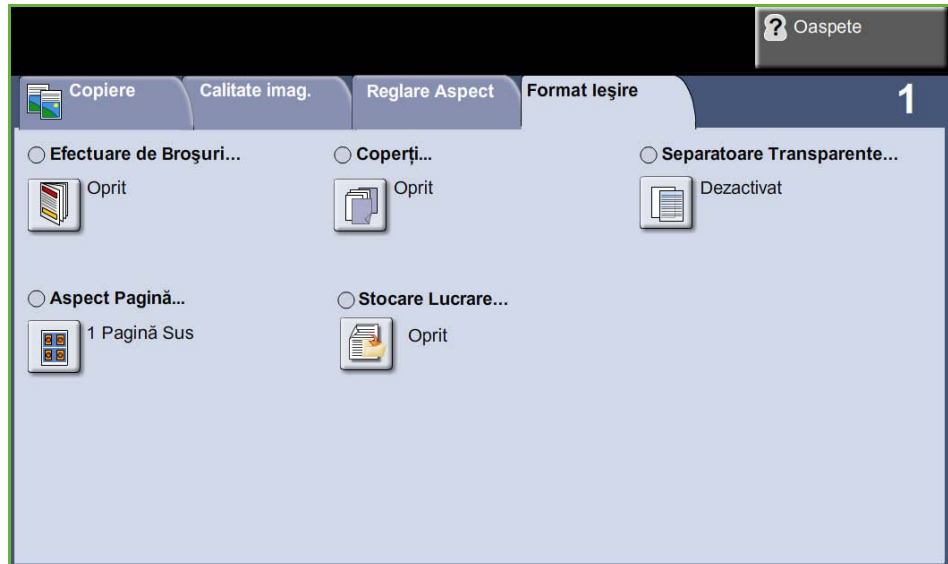 Oaspete
Copiere
Calitate imag.
Reglare Aspect
Format Ieşire
1
Efectuare de Broşuri...
Oprit
Coperţi...
Oprit
Separatoare Transparente...
Dezactivat
Aspect Pagină...
1 Pagină Sus
Stocare Lucrare...
Oprit